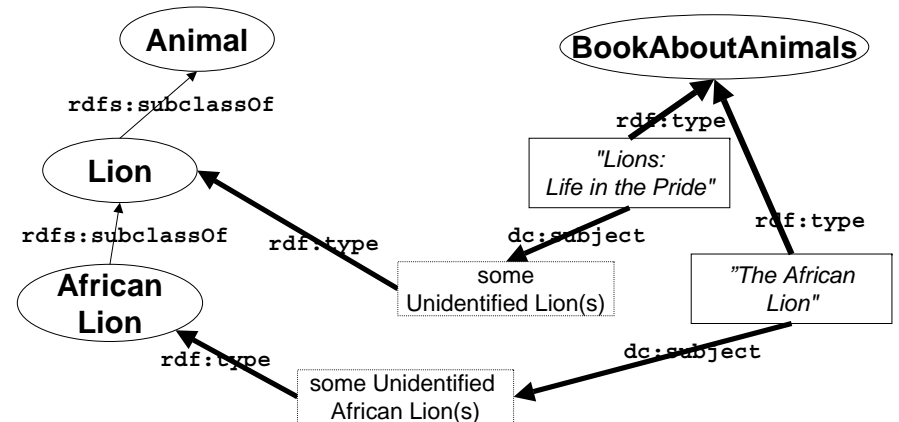 Animal
BookAboutAnimals
rdfs:subclassOf
rdf:type
Lion
"Lions:
Life in the Pride"
rdfs:subclassOf
rdf:type
dc:subject
rdf:type
African
Lion
some
Unidentified Lion(s)
”The African
Lion"
rdf:type
dc:subject
some Unidentified
African Lion(s)